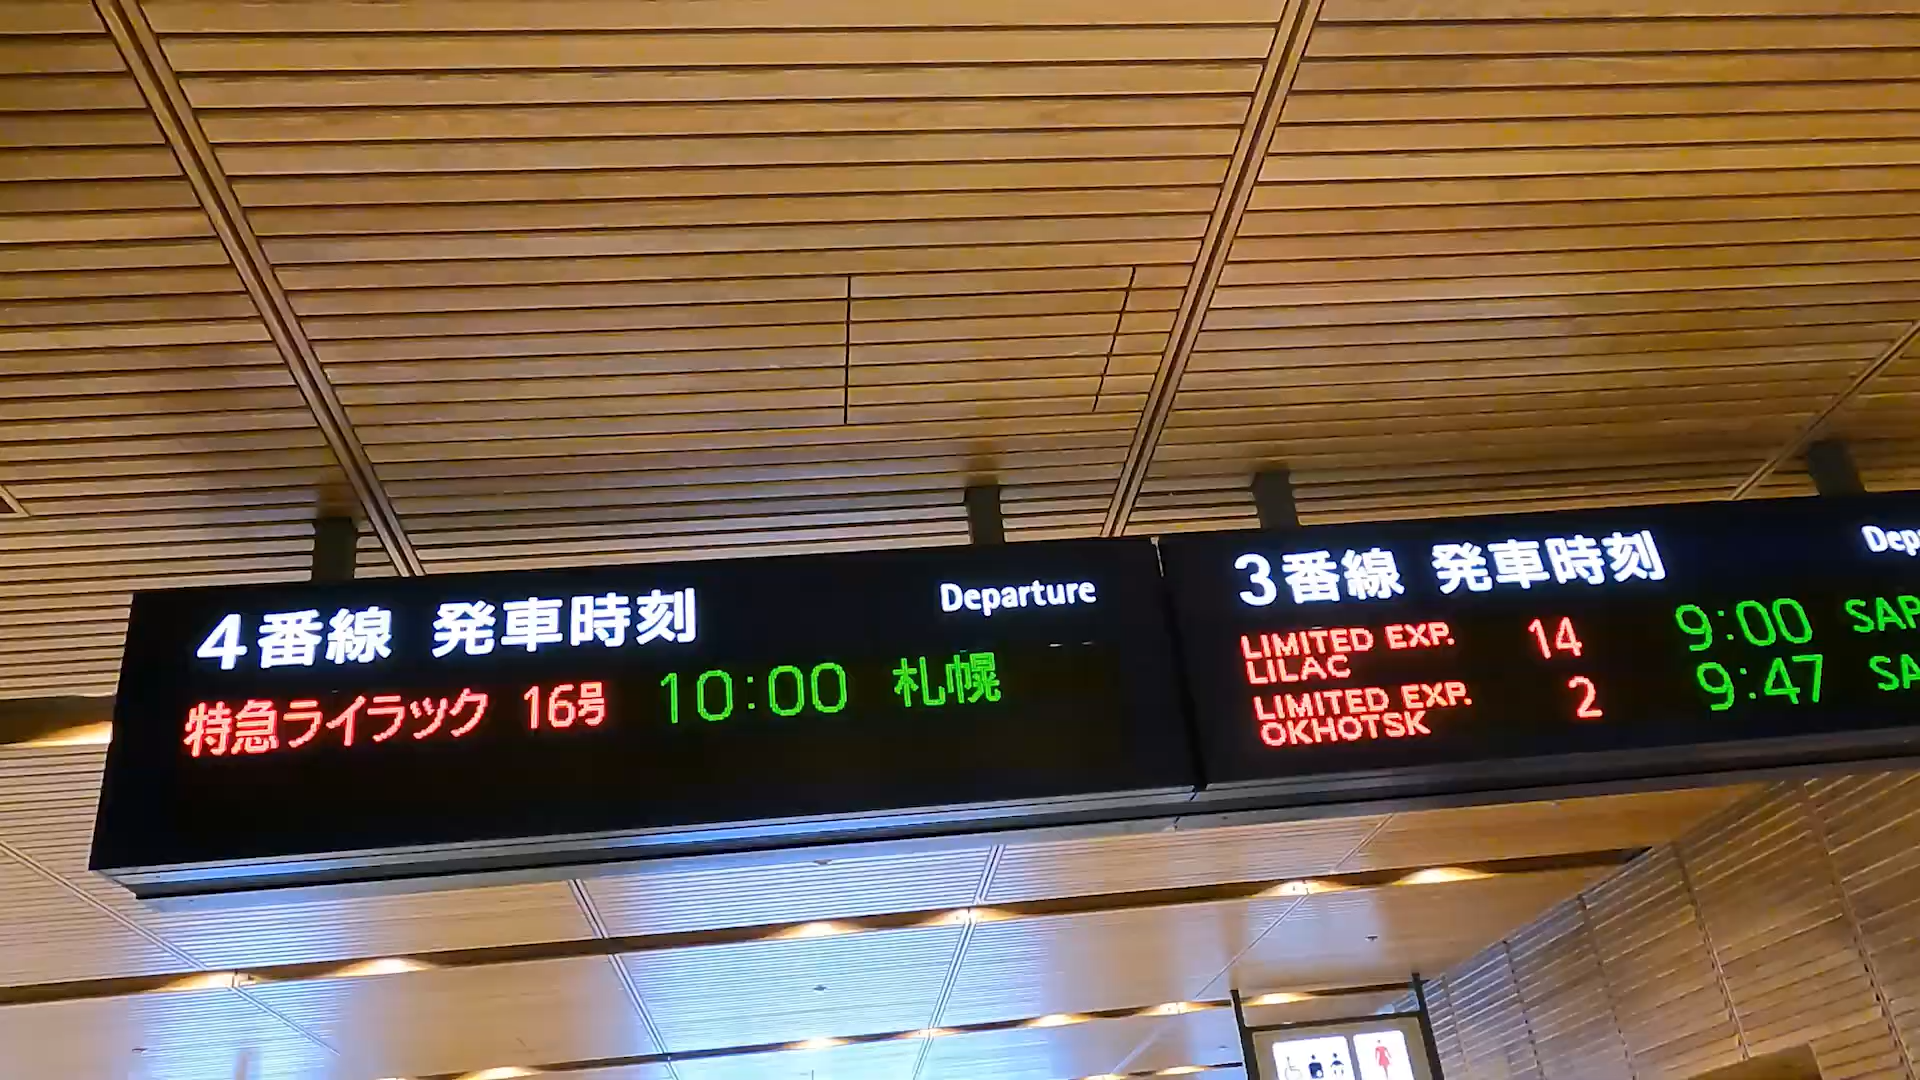 4番線 発車時刻 Departure
特急ライラック 16号 10:00 札幌
3番線 発車時刻
LIMITED EXP. LILAC 14 9:00
LIMITED EXP. OKHOTSK 2 9:47